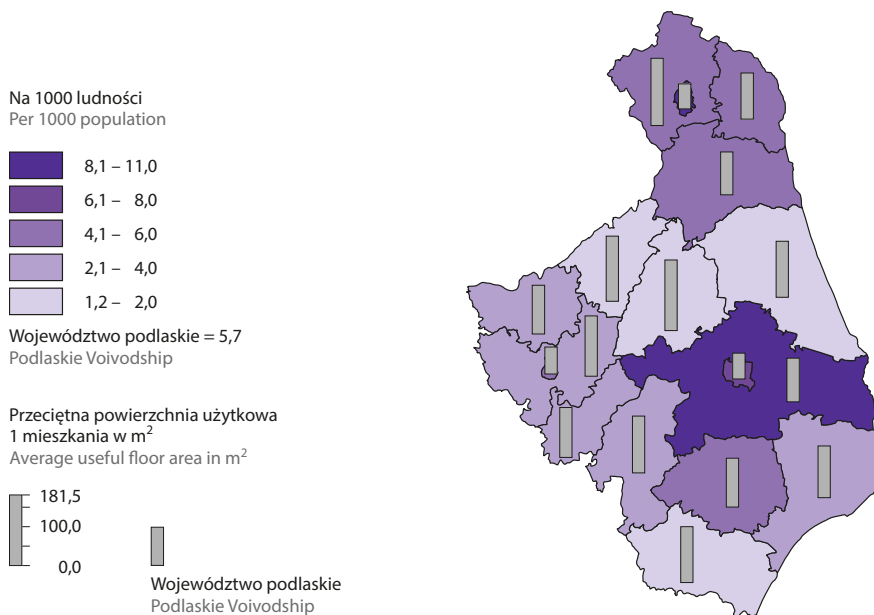 Na 1000 ludności
Per 1000 population
8,1 – 11,0
6,1 – 8,0
4,1 – 6,0
2,1 – 4,0
1,2 – 2,0
Województwo podlaskie = 5,7
Podlaskie Voivodship
Przeciętna powierzchnia użytkowa
1 mieszkania w m²
Average useful floor area in m²
181,5
100,0
0,0
Województwo podlaskie
Podlaskie Voivodship